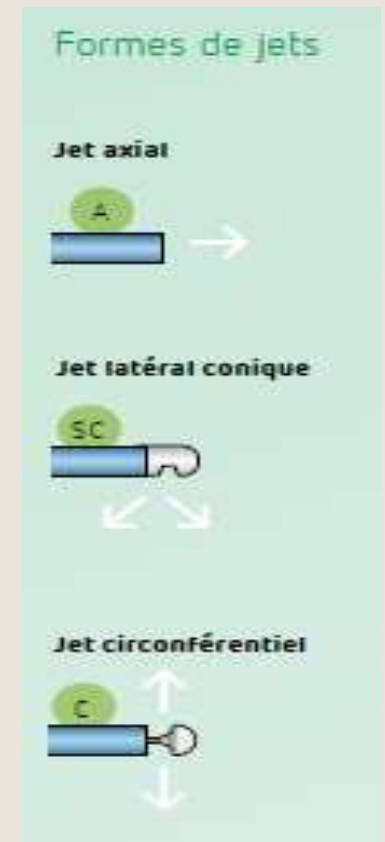 Formes de jets
Jet axial
A
Jet latéral conique
SC
Jet circonférentiel
C